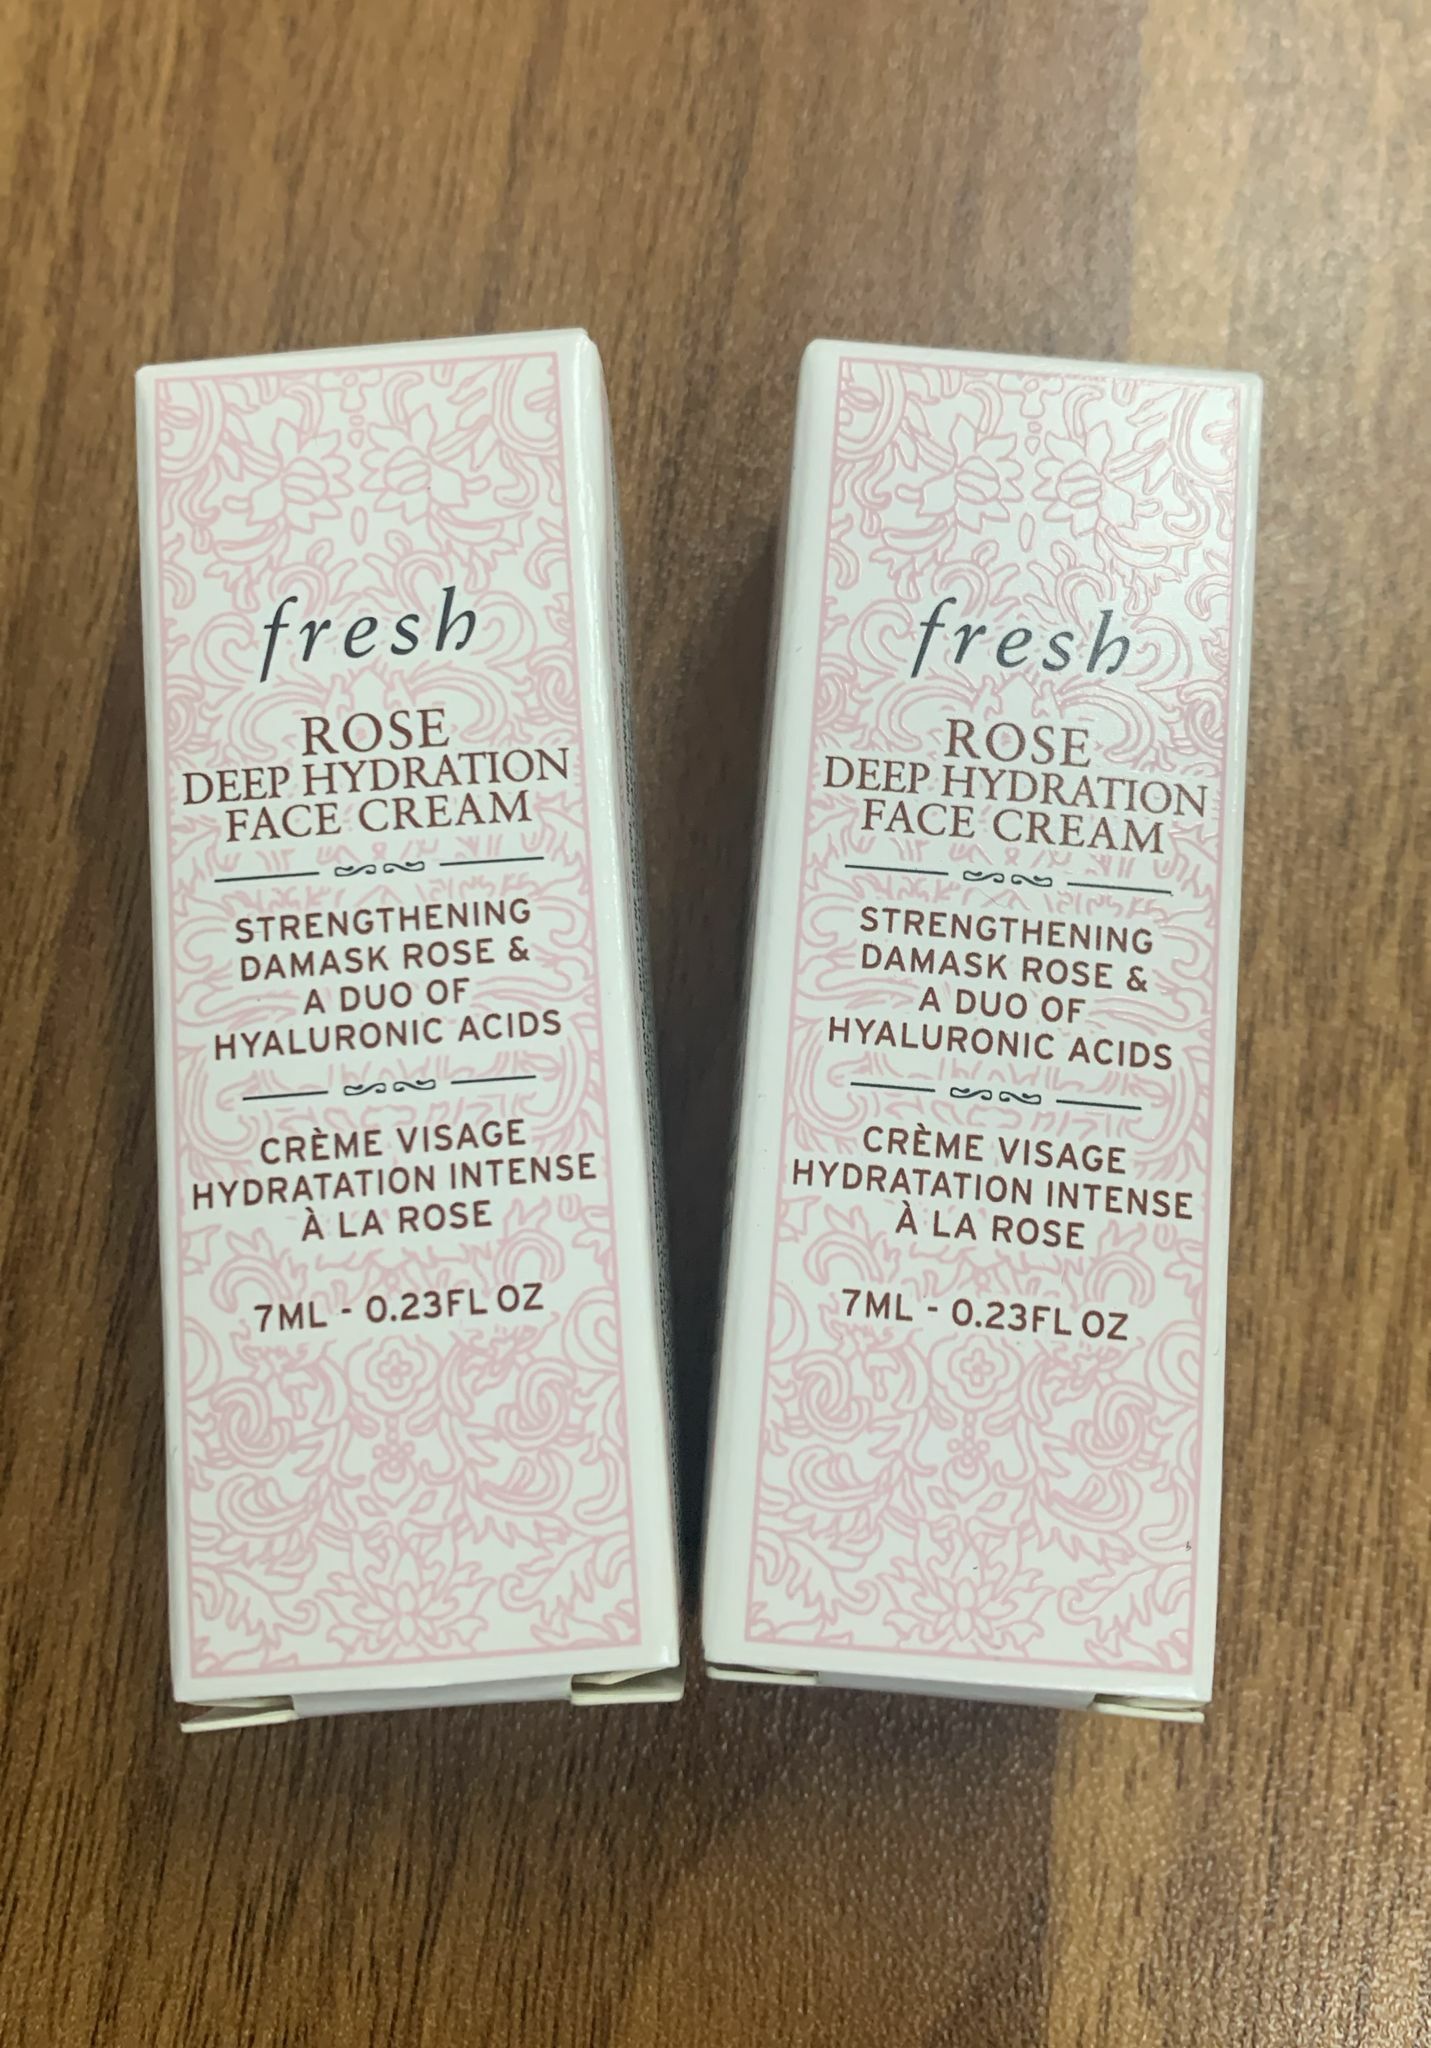 fresh
ROSE
DEEP HYDRATION
FACE CREAM
STRENGTHENING
DAMASK ROSE &
A DUO OF
HYALURONIC ACIDS
CRÈME VISAGE
HYDRATATION INTENSE
À LA ROSE
7ML - 0.23FL OZ
fresh
ROSE
DEEP HYDRATION
FACE CREAM
STRENGTHENING
DAMASK ROSE &
A DUO OF
HYALURONIC ACIDS
CRÈME VISAGE
HYDRATATION INTENSE
À LA ROSE
7ML - 0.23FL OZ